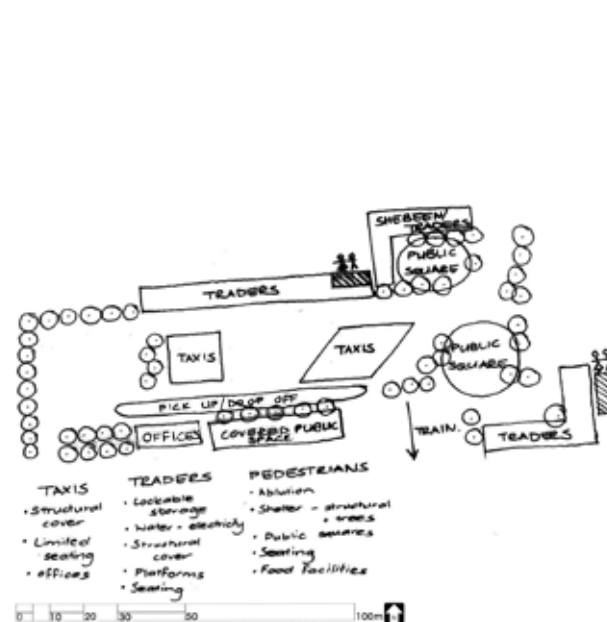 SHEBEEN/
TRADERS
PUBLIC
SQUARE
TRADERS
TAXIS
TAXIS
PUBLIC
SQUARE
PICK UP/DROP OFF
OFFICES
COVERED PUBLIC
SPACE
TRAIN.
TRADERS
TAXIS
• Structural
cover
• Limited
seating
• offices
TRADERS
• Lockable
storage
• Water + electricity
• Structural
cover
• Platforms
• Seating
PEDESTRIANS
• Ablution
• Shelter - structural
+ trees
• Public squares
• Seating
• Food Facilities
0 10 20 30 50 100m